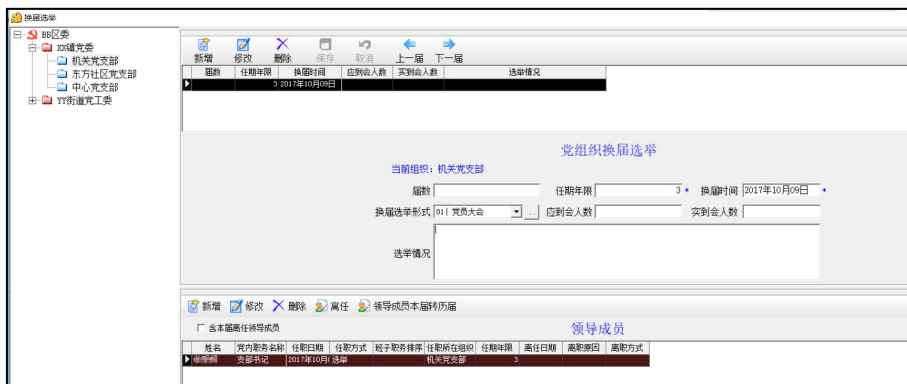 换届选举
BB区委
XX镇党委
机关党支部
东方社区党支部
中心党支部
YY街道党工委
新增 修改 删除 保存 取消 上一届 下一届
届数 任期年限 换届时间 应到会人数 实到会人数 选举情况
3 2017年10月09日
党组织换届选举
当前组织：机关党支部
届数 任期年限 3 * 换届时间 2017年10月09日 *
换届选举形式 01| 党员大会 ... 应到会人数 实到会人数
选举情况
新增 修改 删除 离任 领导成员本届转历届
含本届离任领导成员 领导成员
姓名 党内职务名称 任职日期 任职方式 班子职务排序 任职所在组织 任期年限 离任日期 离职原因 离职方式
支部书记 2017年10月( 选举 机关党支部 3